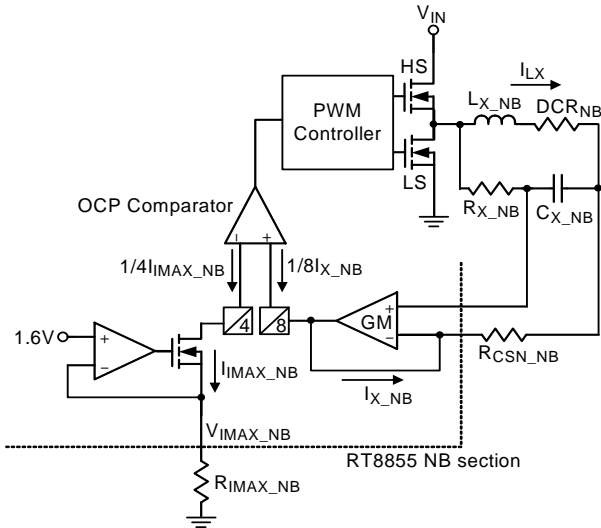 VIN
HS
ILX
LX_NB
DCRNB
PWM
Controller
LS
RX_NB
CX_NB
OCP Comparator
− +
1/4IIMAX_NB
1/8IX_NB
4
8
+
GM
−
1.6V
+
−
IIMAX_NB
RCSN_NB
IX_NB
VIMAX_NB
RT8855 NB section
RIMAX_NB